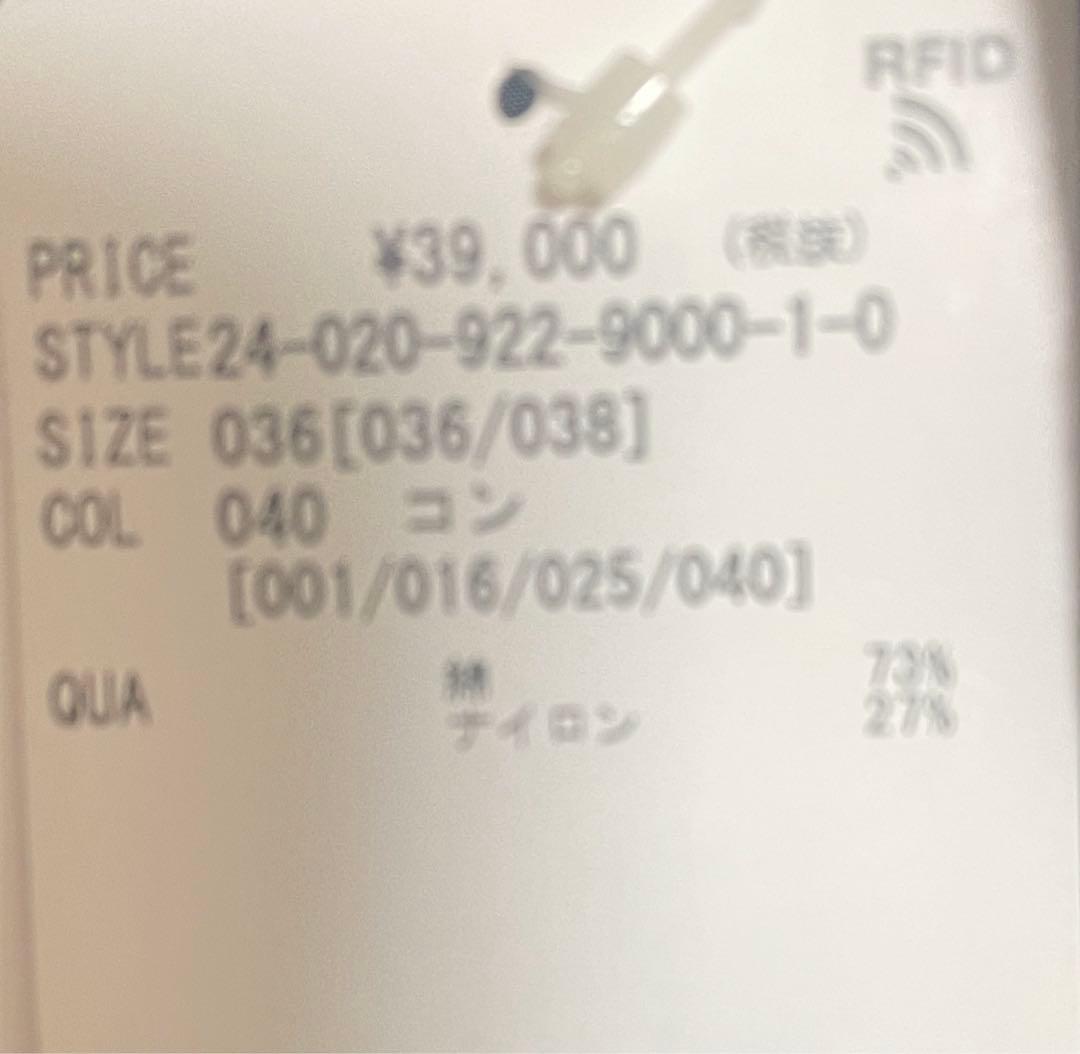 RFID
PRICE ¥39,000 (税抜)
STYLE24-020-922-9000-1-0
SIZE 036[036/038]
COL 040 コン
[001/016/025/040]
QUA 綿 73%
ナイロン 27%